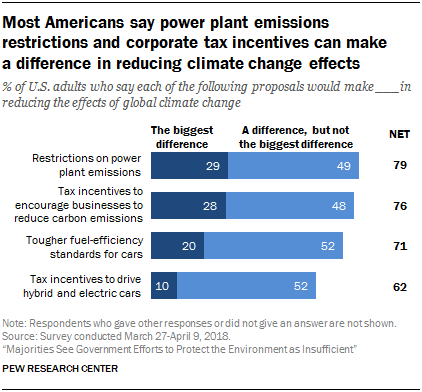 Most Americans say power plant emissions
restrictions and corporate tax incentives can make
a difference in reducing climate change effects
% of U.S. adults who say each of the following proposals would make ___ in
reducing the effects of global climate change
The biggest
difference
A difference, but not
the biggest difference
NET
Restrictions on power
plant emissions
29
49
79
Tax incentives to
encourage businesses to
reduce carbon emissions
28
48
76
Tougher fuel-efficiency
standards for cars
20
52
71
Tax incentives to drive
hybrid and electric cars
10
52
62
Note: Respondents who gave other responses or did not give an answer are not shown.
Source: Survey conducted March 27-April 9, 2018.
“Majorities See Government Efforts to Protect the Environment as Insufficient”
PEW RESEARCH CENTER